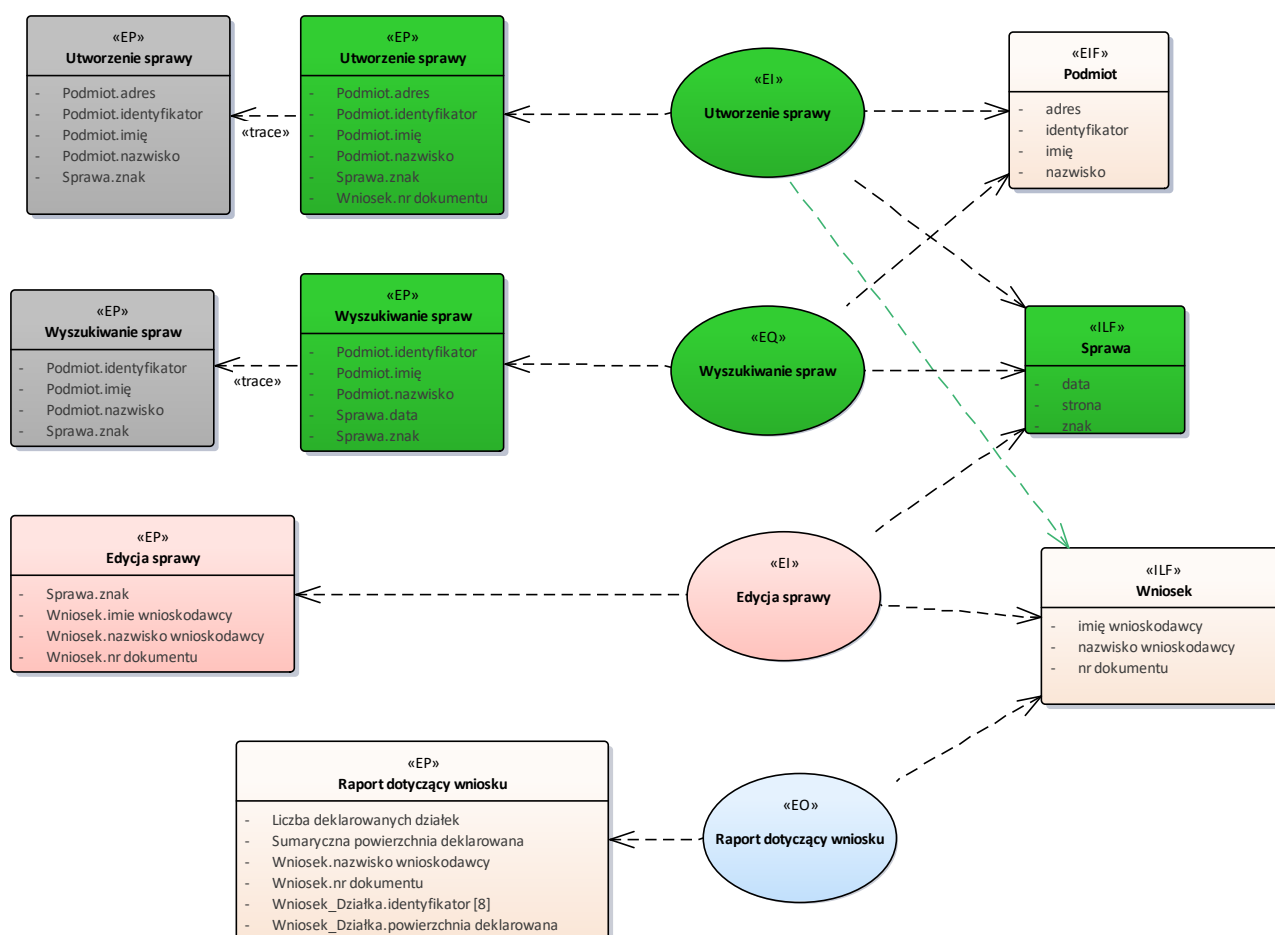 «EP»
Utworzenie sprawy
- Podmiot.adres
- Podmiot.identyfikator
- Podmiot.imię
- Podmiot.nazwisko
- Sprawa.znak
«trace»
«EP»
Utworzenie sprawy
- Podmiot.adres
- Podmiot.identyfikator
- Podmiot.imię
- Podmiot.nazwisko
- Sprawa.znak
- Wniosek.nr dokumentu
«EI»
Utworzenie sprawy
«EIF»
Podmiot
- adres
- identyfikator
- imię
- nazwisko
«EP»
Wyszukiwanie spraw
- Podmiot.identyfikator
- Podmiot.imię
- Podmiot.nazwisko
- Sprawa.znak
«trace»
«EP»
Wyszukiwanie spraw
- Podmiot.identyfikator
- Podmiot.imię
- Podmiot.nazwisko
- Sprawa.data
- Sprawa.znak
«EQ»
Wyszukiwanie spraw
«ILF»
Sprawa
- data
- strona
- znak
«EP»
Edycja sprawy
- Sprawa.znak
- Wniosek.imie wnioskodawcy
- Wniosek.nazwisko wnioskodawcy
- Wniosek.nr dokumentu
«EI»
Edycja sprawy
«ILF»
Wniosek
- imię wnioskodawcy
- nazwisko wnioskodawcy
- nr dokumentu
«EP»
Raport dotyczący wniosku
- Liczba deklarowanych działek
- Sumaryczna powierzchnia deklarowana
- Wniosek.nazwisko wnioskodawcy
- Wniosek.nr dokumentu
- Wniosek_Działka.identyfikator [8]
- Wniosek_Działka.powierzchnia deklarowana
«EO»
Raport dotyczący wniosku